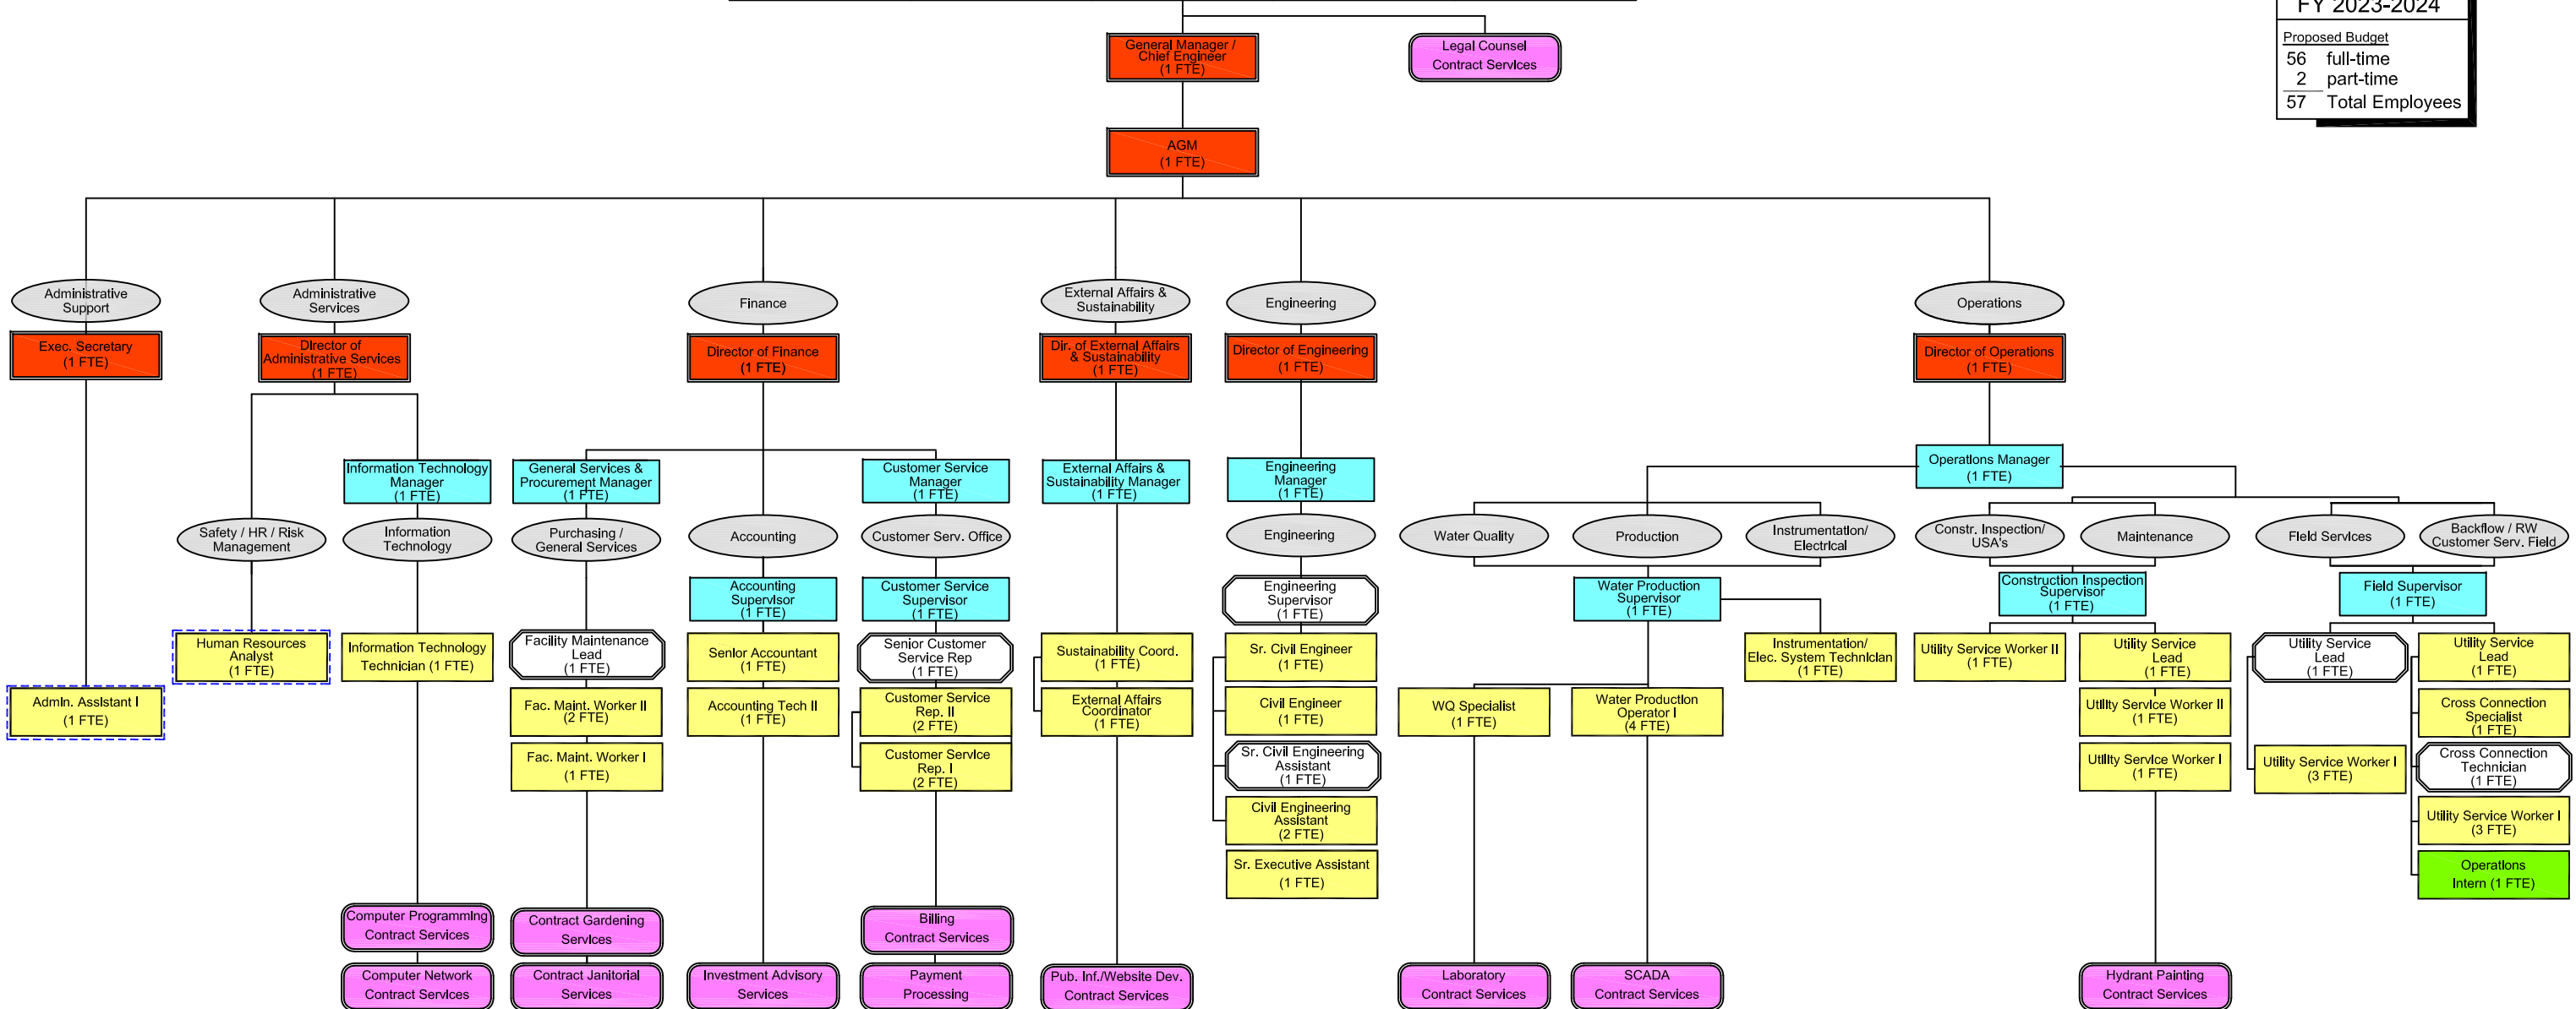 FY 2023-2024
Proposed Budget
56 full-time
2 part-time
57 Total Employees
General Manager /
Chief Engineer
(1 FTE)
Legal Counsel
Contract Services
AGM
(1 FTE)
Administrative
Support
Administrative
Services
Finance
External Affairs &
Sustainability
Engineering
Operations
Exec. Secretary
(1 FTE)
Director of
Administrative Services
(1 FTE)
Director of Finance
(1 FTE)
Dir. of External Affairs
& Sustainability
(1 FTE)
Director of Engineering
(1 FTE)
Director of Operations
(1 FTE)
Information Technology
Manager
(1 FTE)
General Services &
Procurement Manager
(1 FTE)
Customer Service
Manager
(1 FTE)
External Affairs &
Sustainability Manager
(1 FTE)
Engineering
Manager
(1 FTE)
Operations Manager
(1 FTE)
Safety / HR / Risk
Management
Information
Technology
Purchasing /
General Services
Accounting
Customer Serv. Office
Engineering
Water Quality
Production
Instrumentation/
Electrical
Constr. Inspection/
USA's
Maintenance
Field Services
Backflow / RW
Customer Serv. Field
Accounting
Supervisor
(1 FTE)
Customer Service
Supervisor
(1 FTE)
Engineering
Supervisor
(1 FTE)
Water Production
Supervisor
(1 FTE)
Construction Inspection
Supervisor
(1 FTE)
Field Supervisor
(1 FTE)
Human Resources
Analyst
(1 FTE)
Information Technology
Technician (1 FTE)
Facility Maintenance
Lead
(1 FTE)
Senior Accountant
(1 FTE)
Senior Customer
Service Rep
(1 FTE)
Sustainability Coord.
(1 FTE)
Sr. Civil Engineer
(1 FTE)
Instrumentation/
Elec. System Technician
(1 FTE)
Utility Service Worker II
(1 FTE)
Utility Service
Lead
(1 FTE)
Utility Service
Lead
(1 FTE)
Utility Service
Lead
(1 FTE)
Admin. Assistant I
(1 FTE)
Fac. Maint. Worker II
(2 FTE)
Accounting Tech II
(1 FTE)
Customer Service
Rep. II
(2 FTE)
External Affairs
Coordinator
(1 FTE)
Civil Engineer
(1 FTE)
WQ Specialist
(1 FTE)
Water Production
Operator I
(4 FTE)
Utility Service Worker II
(1 FTE)
Cross Connection
Specialist
(1 FTE)
Fac. Maint. Worker I
(1 FTE)
Customer Service
Rep. I
(2 FTE)
Sr. Civil Engineering
Assistant
(1 FTE)
Utility Service Worker I
(1 FTE)
Utility Service Worker I
(3 FTE)
Cross Connection
Technician
(1 FTE)
Civil Engineering
Assistant
(2 FTE)
Utility Service Worker I
(3 FTE)
Sr. Executive Assistant
(1 FTE)
Operations
Intern (1 FTE)
Computer Programming
Contract Services
Contract Gardening
Services
Billing
Contract Services
Computer Network
Contract Services
Contract Janitorial
Services
Investment Advisory
Services
Payment
Processing
Pub. Inf./Website Dev.
Contract Services
Laboratory
Contract Services
SCADA
Contract Services
Hydrant Painting
Contract Services